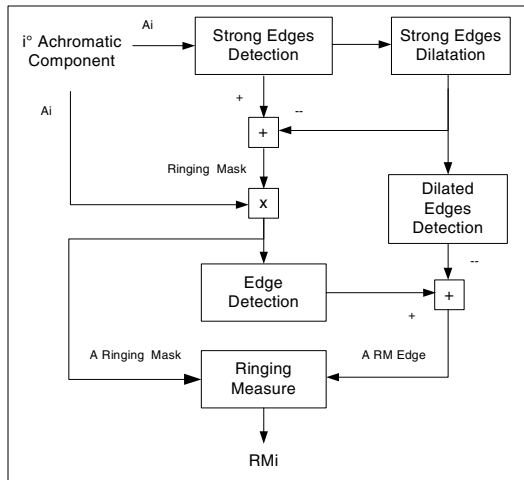 i° Achromatic
Component
Ai
Strong Edges
Detection
Strong Edges
Dilatation
Ai
+
--
+
Ringing Mask
x
Dilated
Edges
Detection
--
Edge
Detection
+
+
A Ringing Mask
Ringing
Measure
A RM Edge
RMi